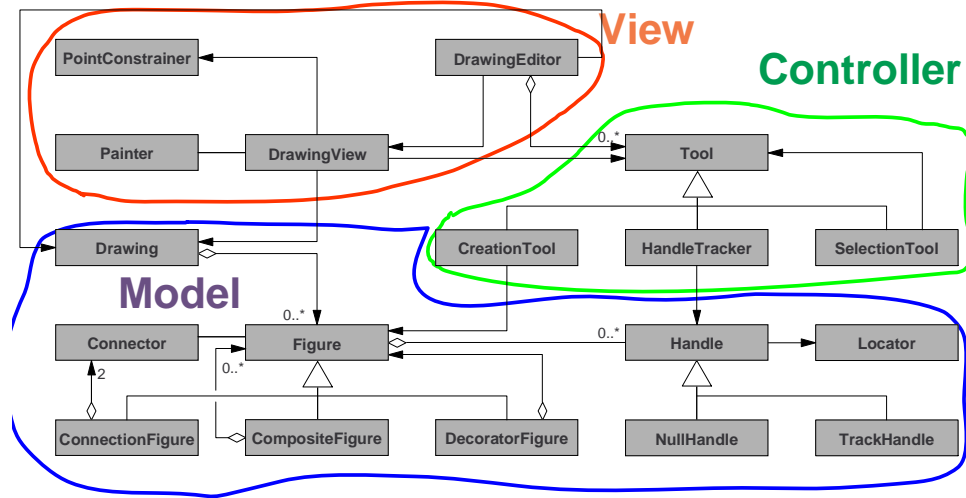 View
Controller
PointConstrainer
DrawingEditor
Painter
DrawingView
0..*
Tool
Drawing
CreationTool
HandleTracker
SelectionTool
Model
0..*
Connector
Figure
0..*
Handle
Locator
2
0..*
ConnectionFigure
CompositeFigure
DecoratorFigure
NullHandle
TrackHandle